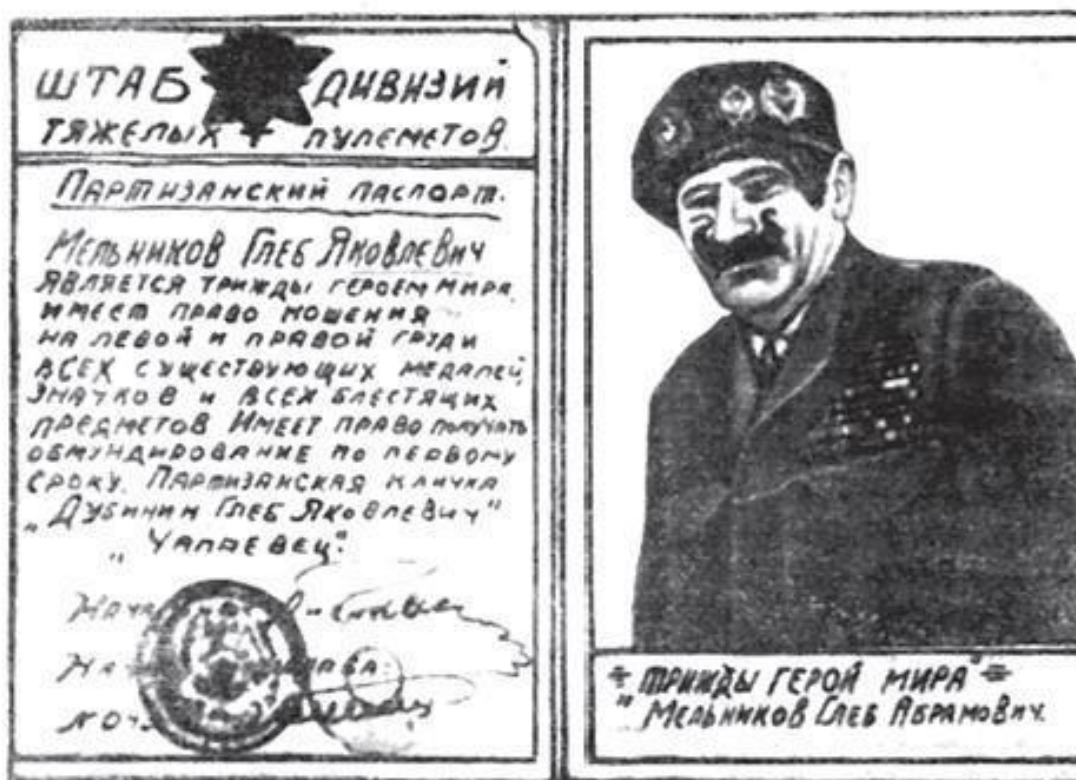 ШТАБ ДИВИЗИЙ
ТЯЖЕЛЫХ ПУЛЕМЕТОВ.
ПАРТИЗАНСКИЙ ПАСПОРТ.
МЕЛЬНИКОВ ГЛЕБ ЯКОВЛЕВИЧ
ЯВЛЯЕТСЯ ТРИЖДЫ ГЕРОЕМ МИРА,
ИМЕЕТ ПРАВО НОШЕНИЯ
НА ЛЕВОЙ И ПРАВОЙ ГРУДИ
ВСЕХ СУЩЕСТВУЮЩИХ МЕДАЛЕЙ,
ЗНАЧКОВ И ВСЕХ БЛЕСТЯЩИХ
ПРЕДМЕТОВ ИМЕЕТ ПРАВО ПОЛУЧАТЬ
ОБМУНДИРОВАНИЕ ПО ПЕРВОМУ
СРОКУ. ПАРТИЗАНСКАЯ КЛИЧКА
„ДУБИНИН ГЛЕБ ЯКОВЛЕВИЧ"
„ЧАПАЕВЕЦ".
"ТРИЖДЫ ГЕРОЙ МИРА"
"МЕЛЬНИКОВ ГЛЕБ АБРАМОВИЧ.